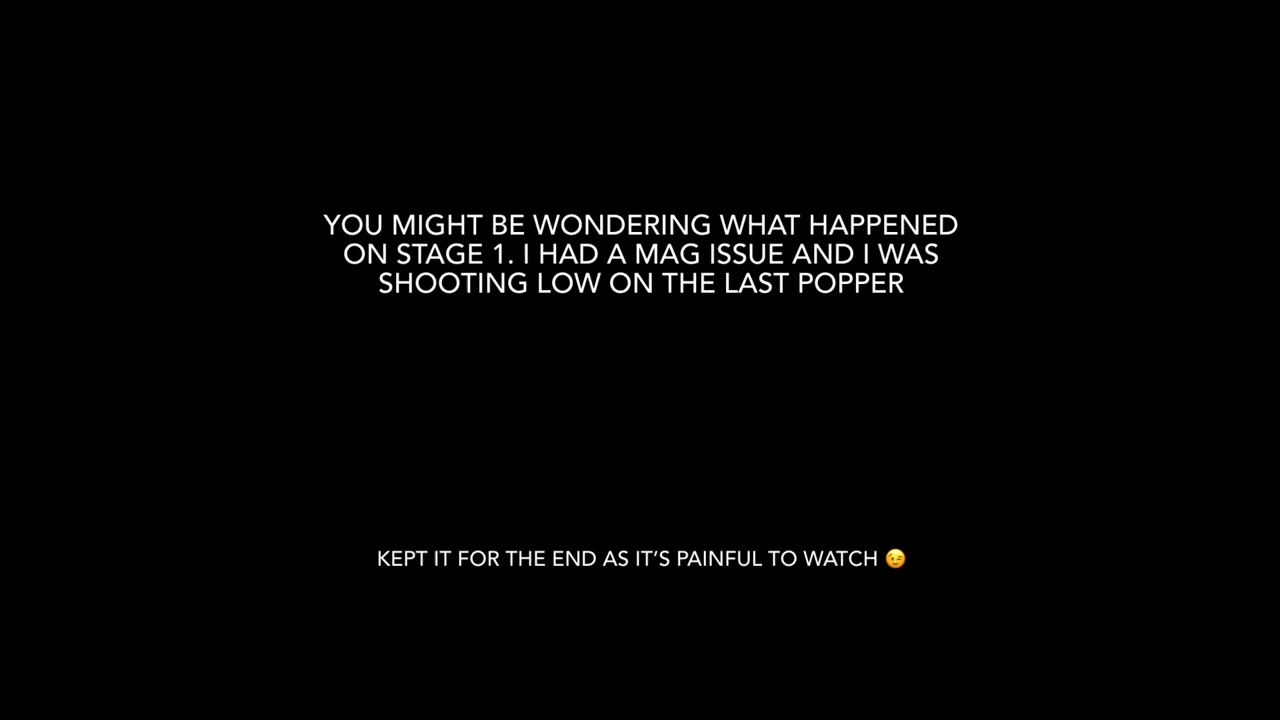 YOU MIGHT BE WONDERING WHAT HAPPENED
ON STAGE 1. I HAD A MAG ISSUE AND I WAS
SHOOTING LOW ON THE LAST POPPER
KEPT IT FOR THE END AS IT’S PAINFUL TO WATCH 😉